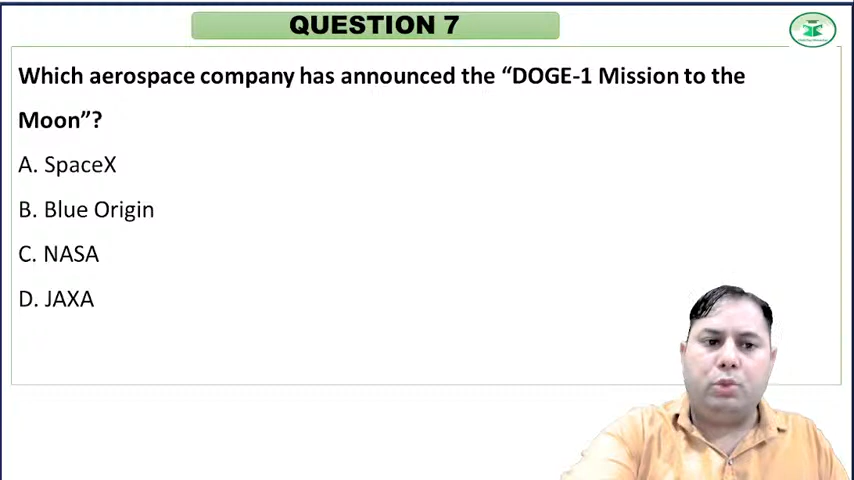 QUESTION 7
Which aerospace company has announced the “DOGE-1 Mission to the
Moon”?
A. SpaceX
B. Blue Origin
C. NASA
D. JAXA